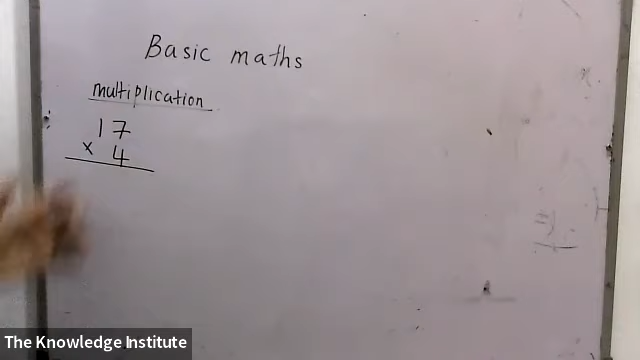 Basic maths
multiplication
17
× 4
The Knowledge Institute